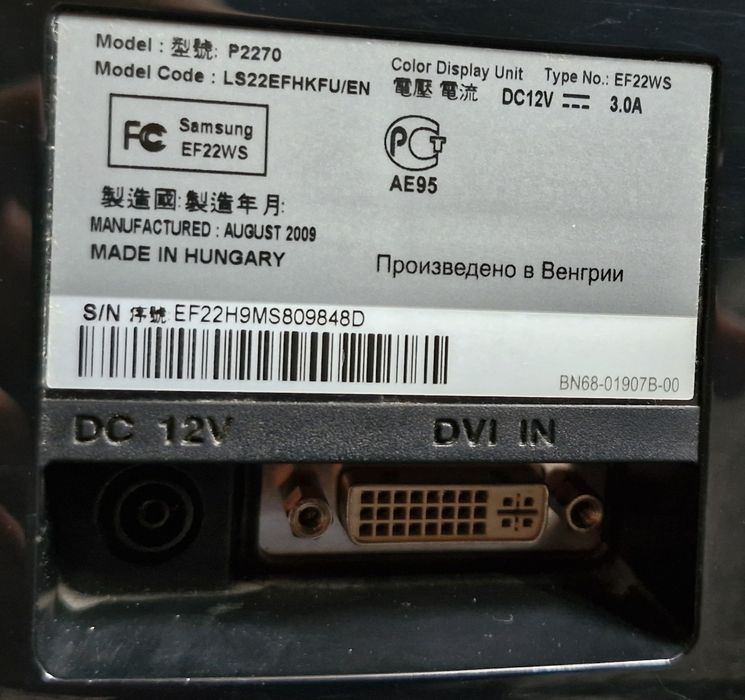 Model : 型號: P2270
Model Code : LS22EFHKFU/EN
Color Display Unit Type No.: EF22WS
電壓 電流 DC12V 3.0A
FC Samsung
EF22WS
PCT
AE95
製造國: 製造年月:
MANUFACTURED : AUGUST 2009
MADE IN HUNGARY
Произведено в Венгрии
S/N 序號 EF22H9MS809848D
BN68-01907B-00
DC 12V DVI IN